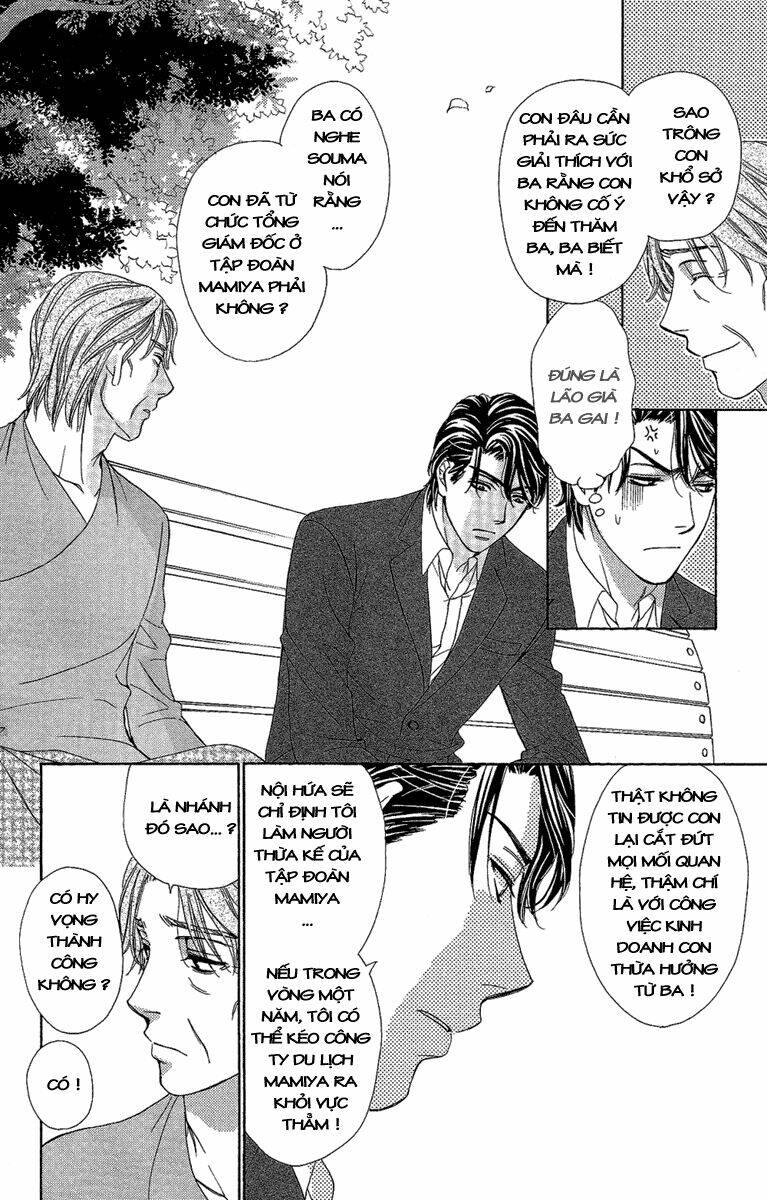 SAO
TRÔNG
CON
KHỔ SỞ
VẬY ?
CON ĐÂU CẦN
PHẢI RA SỨC
GIẢI THÍCH VỚI
BA RẰNG CON
KHÔNG CỐ Ý
ĐẾN THĂM
BA, BA BIẾT
MÀ !
ĐÚNG LÀ
LÃO GIÀ
BA GAI !
BA CÓ
NGHE
SOUMA
NÓI
RẰNG
...
CON ĐÃ TỪ
CHỨC TỔNG
GIÁM ĐỐC Ở
TẬP ĐOÀN
MAMIYA PHẢI
KHÔNG ?
THẬT KHÔNG
TIN ĐƯỢC CON
LẠI CẮT ĐỨT
MỌI MỐI QUAN
HỆ, THẬM CHÍ
LÀ VỚI CÔNG
VIỆC KINH
DOANH CON
THỪA HƯỞNG
TỪ BA !
NỘI HỨA SẼ
CHỈ ĐỊNH TÔI
LÀM NGƯỜI
THỪA KẾ CỦA
TẬP ĐOÀN
MAMIYA
...
NẾU TRONG
VÒNG MỘT
NĂM, TÔI CÓ
THỂ KÉO CÔNG
TY DU LỊCH
MAMIYA RA
KHỎI VỰC
THẲM !
LÀ NHÁNH
ĐÓ SAO... ?
CÓ HY
VỌNG
THÀNH
CÔNG
KHÔNG ?
CÓ !